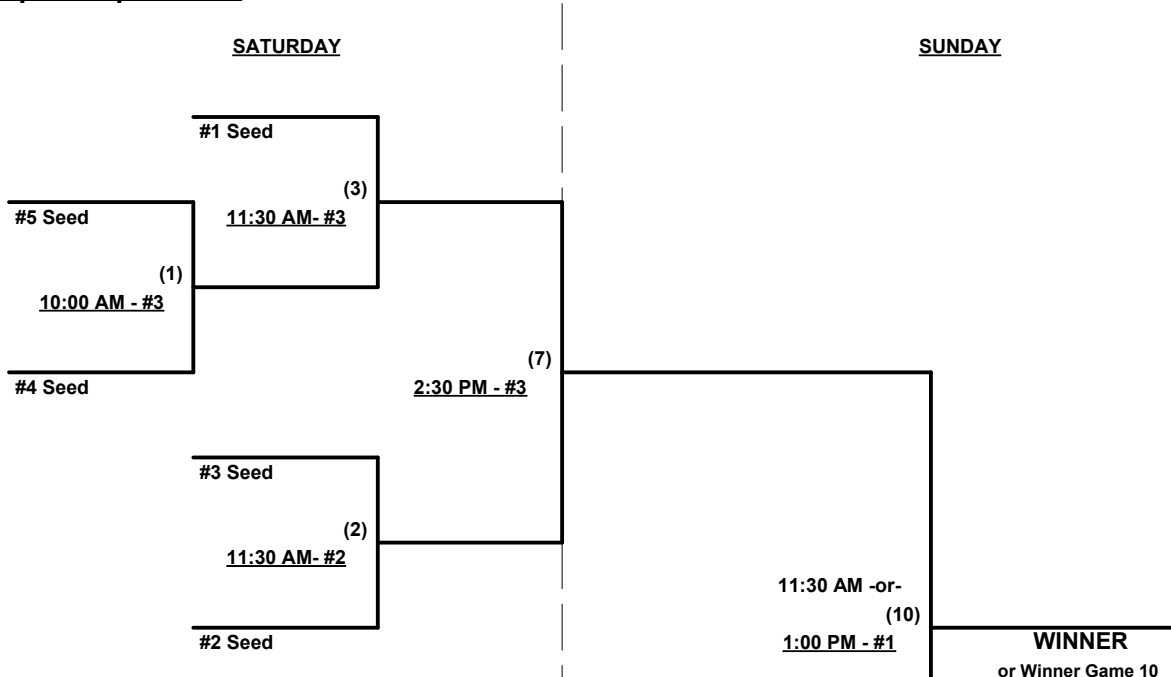 SATURDAY
SUNDAY
#1 Seed
(3)
11:30 AM- #3
#5 Seed
(1)
10:00 AM - #3
#4 Seed
(7)
2:30 PM - #3
#3 Seed
(2)
11:30 AM- #2
#2 Seed
11:30 AM -or-
(10)
1:00 PM - #1
WINNER
or Winner Game 10